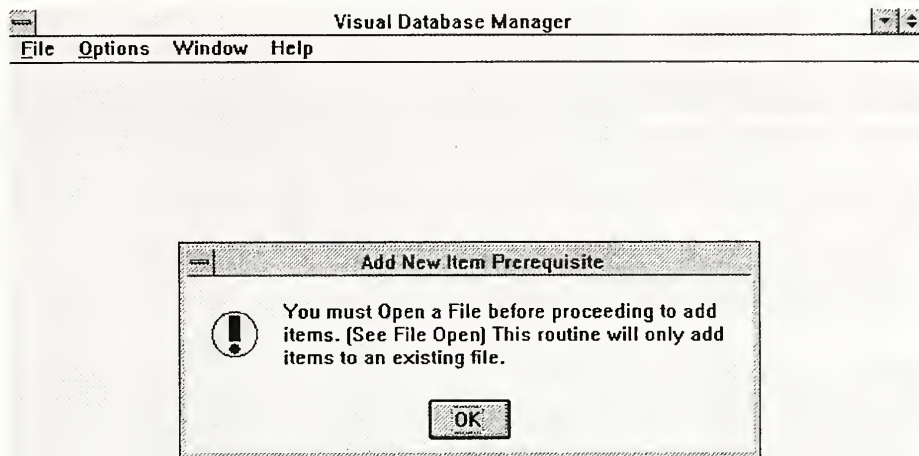 Visual Database Manager
File Options Window Help
Add New Item Prerequisite
You must Open a File before proceeding to add
items. (See File Open) This routine will only add
items to an existing file.
OK